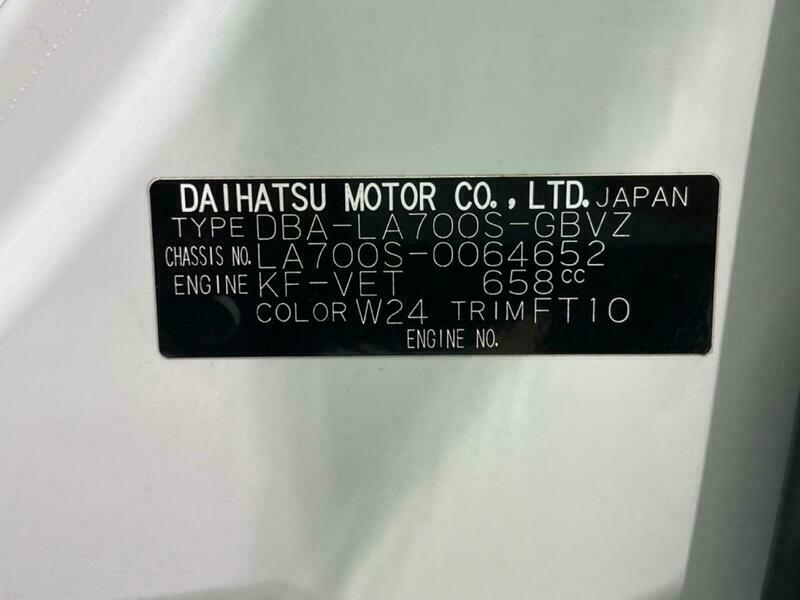 DAIHATSU MOTOR CO., LTD. JAPAN
TYPE DBA-LA700S-GBVZ
CHASSIS NO. LA700S-0064652
ENGINE KF-VET 658cc
COLOR W24 TRIM FT10
ENGINE NO.